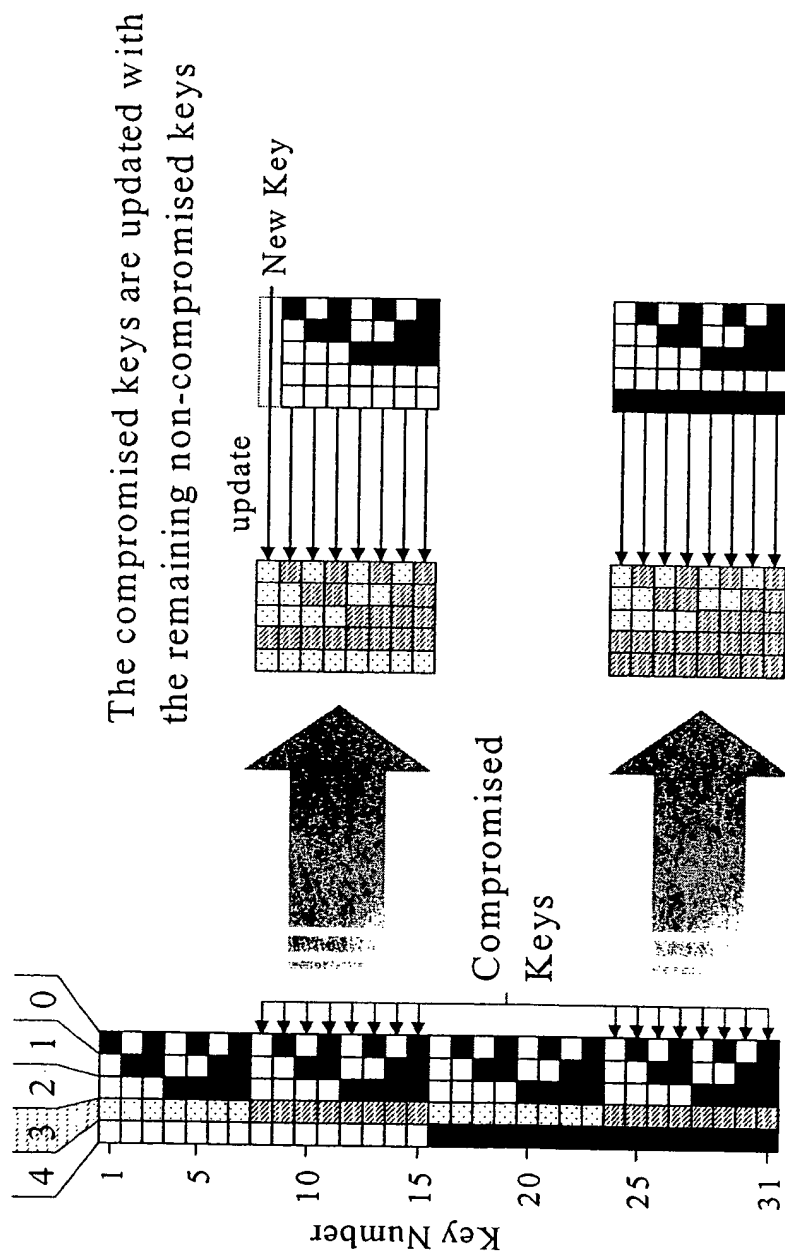 The compromised keys are updated with
the remaining non-compromised keys
New Key
update
Compromised
Keys
4
3
2
1
0
1
5
10
15
20
25
31
Key Number